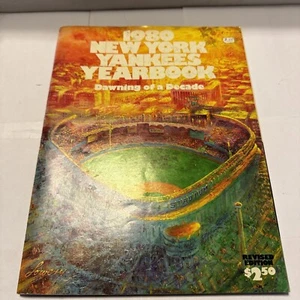 1980
NEW YORK
YANKEES
YEARBOOK
Dawning of a Decade
REVISED
EDITION
$2.50